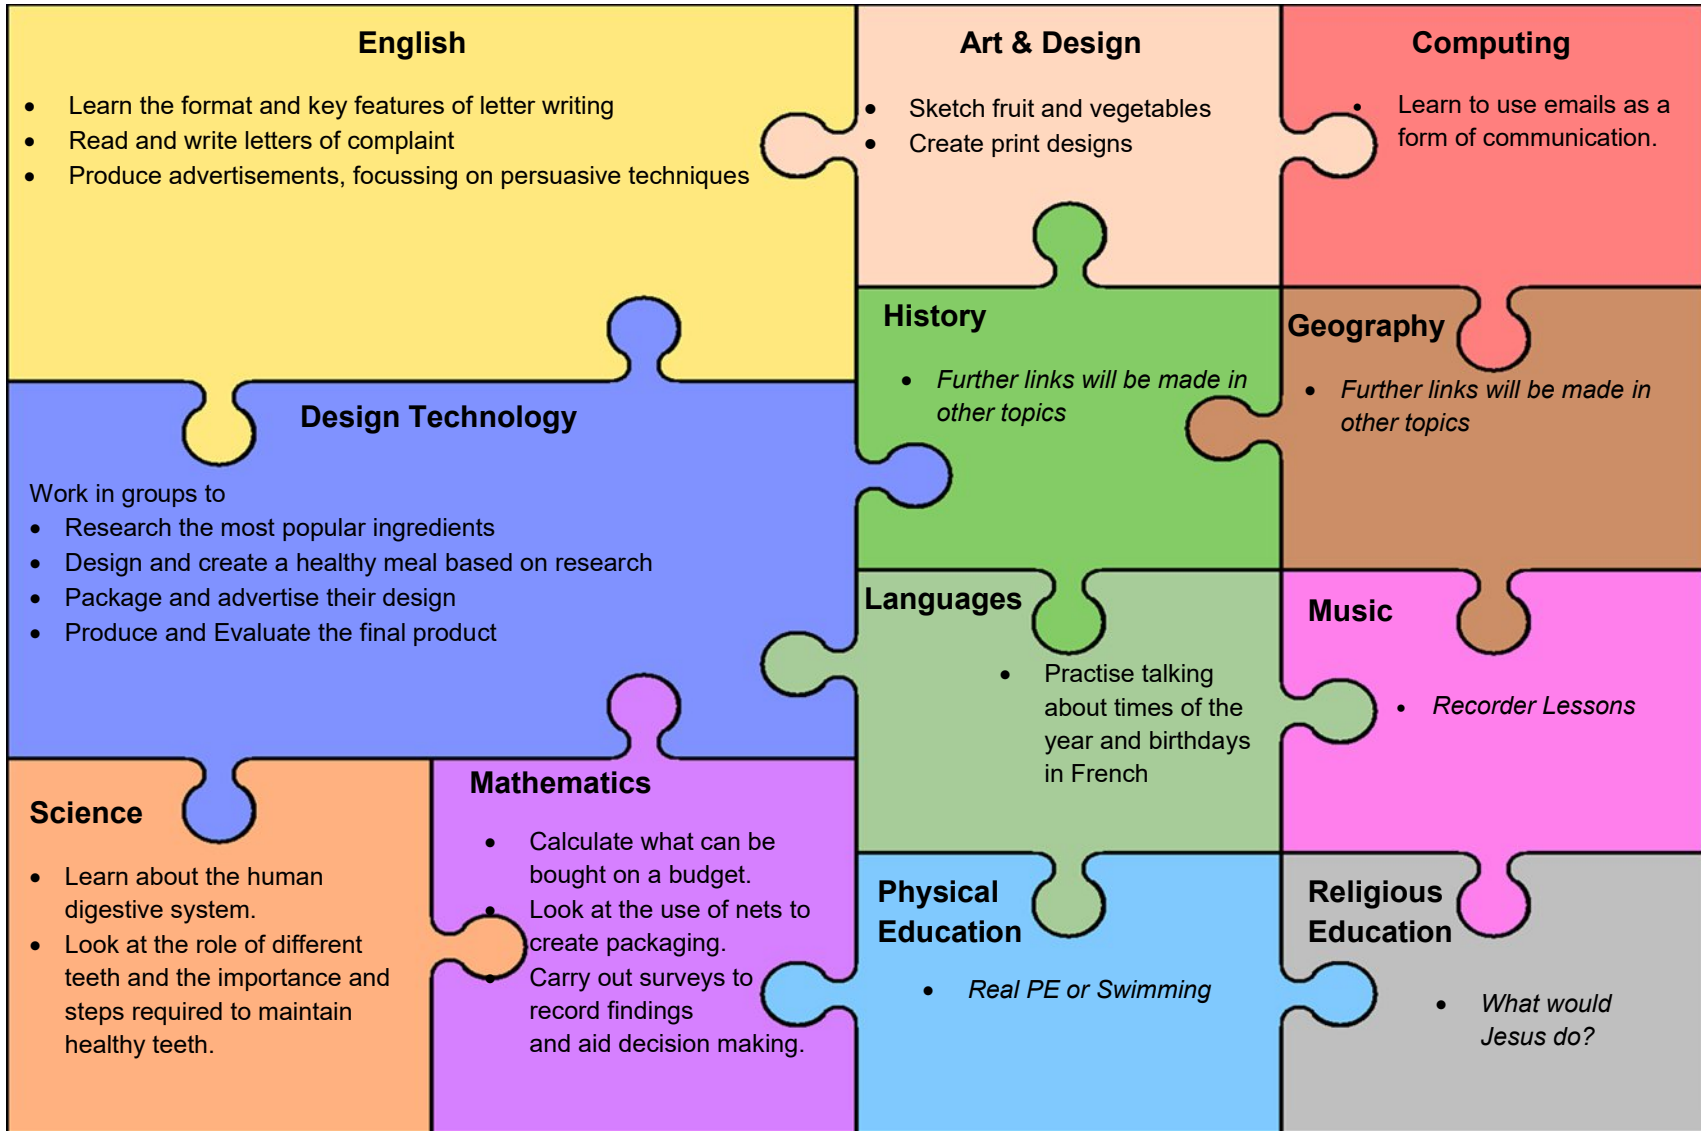 English
• Learn the format and key features of letter writing
• Read and write letters of complaint
• Produce advertisements, focussing on persuasive techniques
Art & Design
• Sketch fruit and vegetables
• Create print designs
Computing
• Learn to use emails as a
form of communication.
History
• Further links will be made in
other topics
Geography
• Further links will be made in
other topics
Design Technology
Work in groups to
• Research the most popular ingredients
• Design and create a healthy meal based on research
• Package and advertise their design
• Produce and Evaluate the final product
Languages
• Practise talking
about times of the
year and birthdays
in French
Music
• Recorder Lessons
Science
• Learn about the human
digestive system.
• Look at the role of different
teeth and the importance and
steps required to maintain
healthy teeth.
Mathematics
• Calculate what can be
bought on a budget.
• Look at the use of nets to
create packaging.
• Carry out surveys to
record findings
and aid decision making.
Physical
Education
• Real PE or Swimming
Religious
Education
• What would
Jesus do?